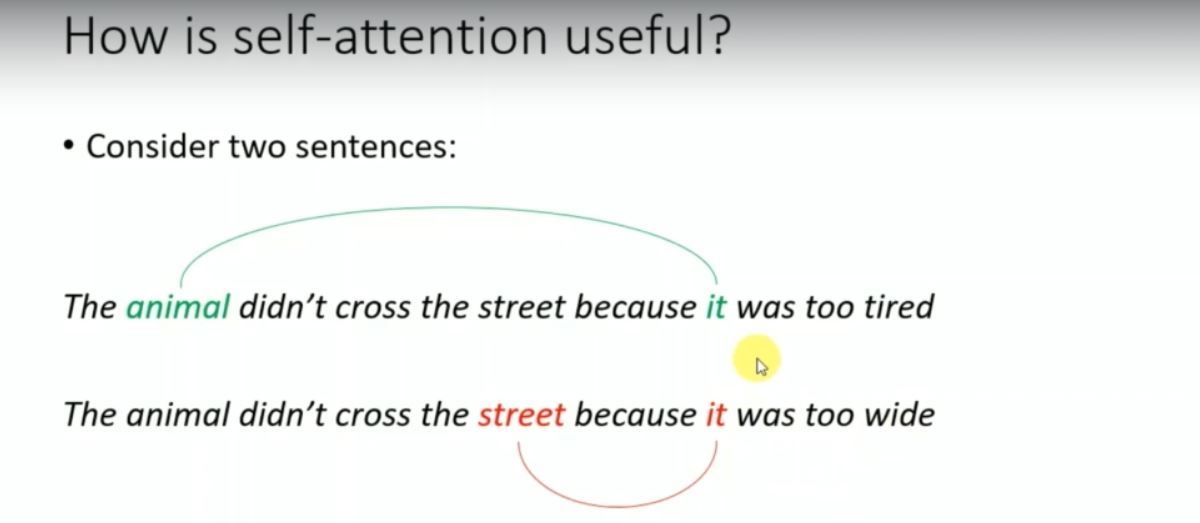 How is self-attention useful?
• Consider two sentences:
The animal didn’t cross the street because it was too tired
The animal didn’t cross the street because it was too wide